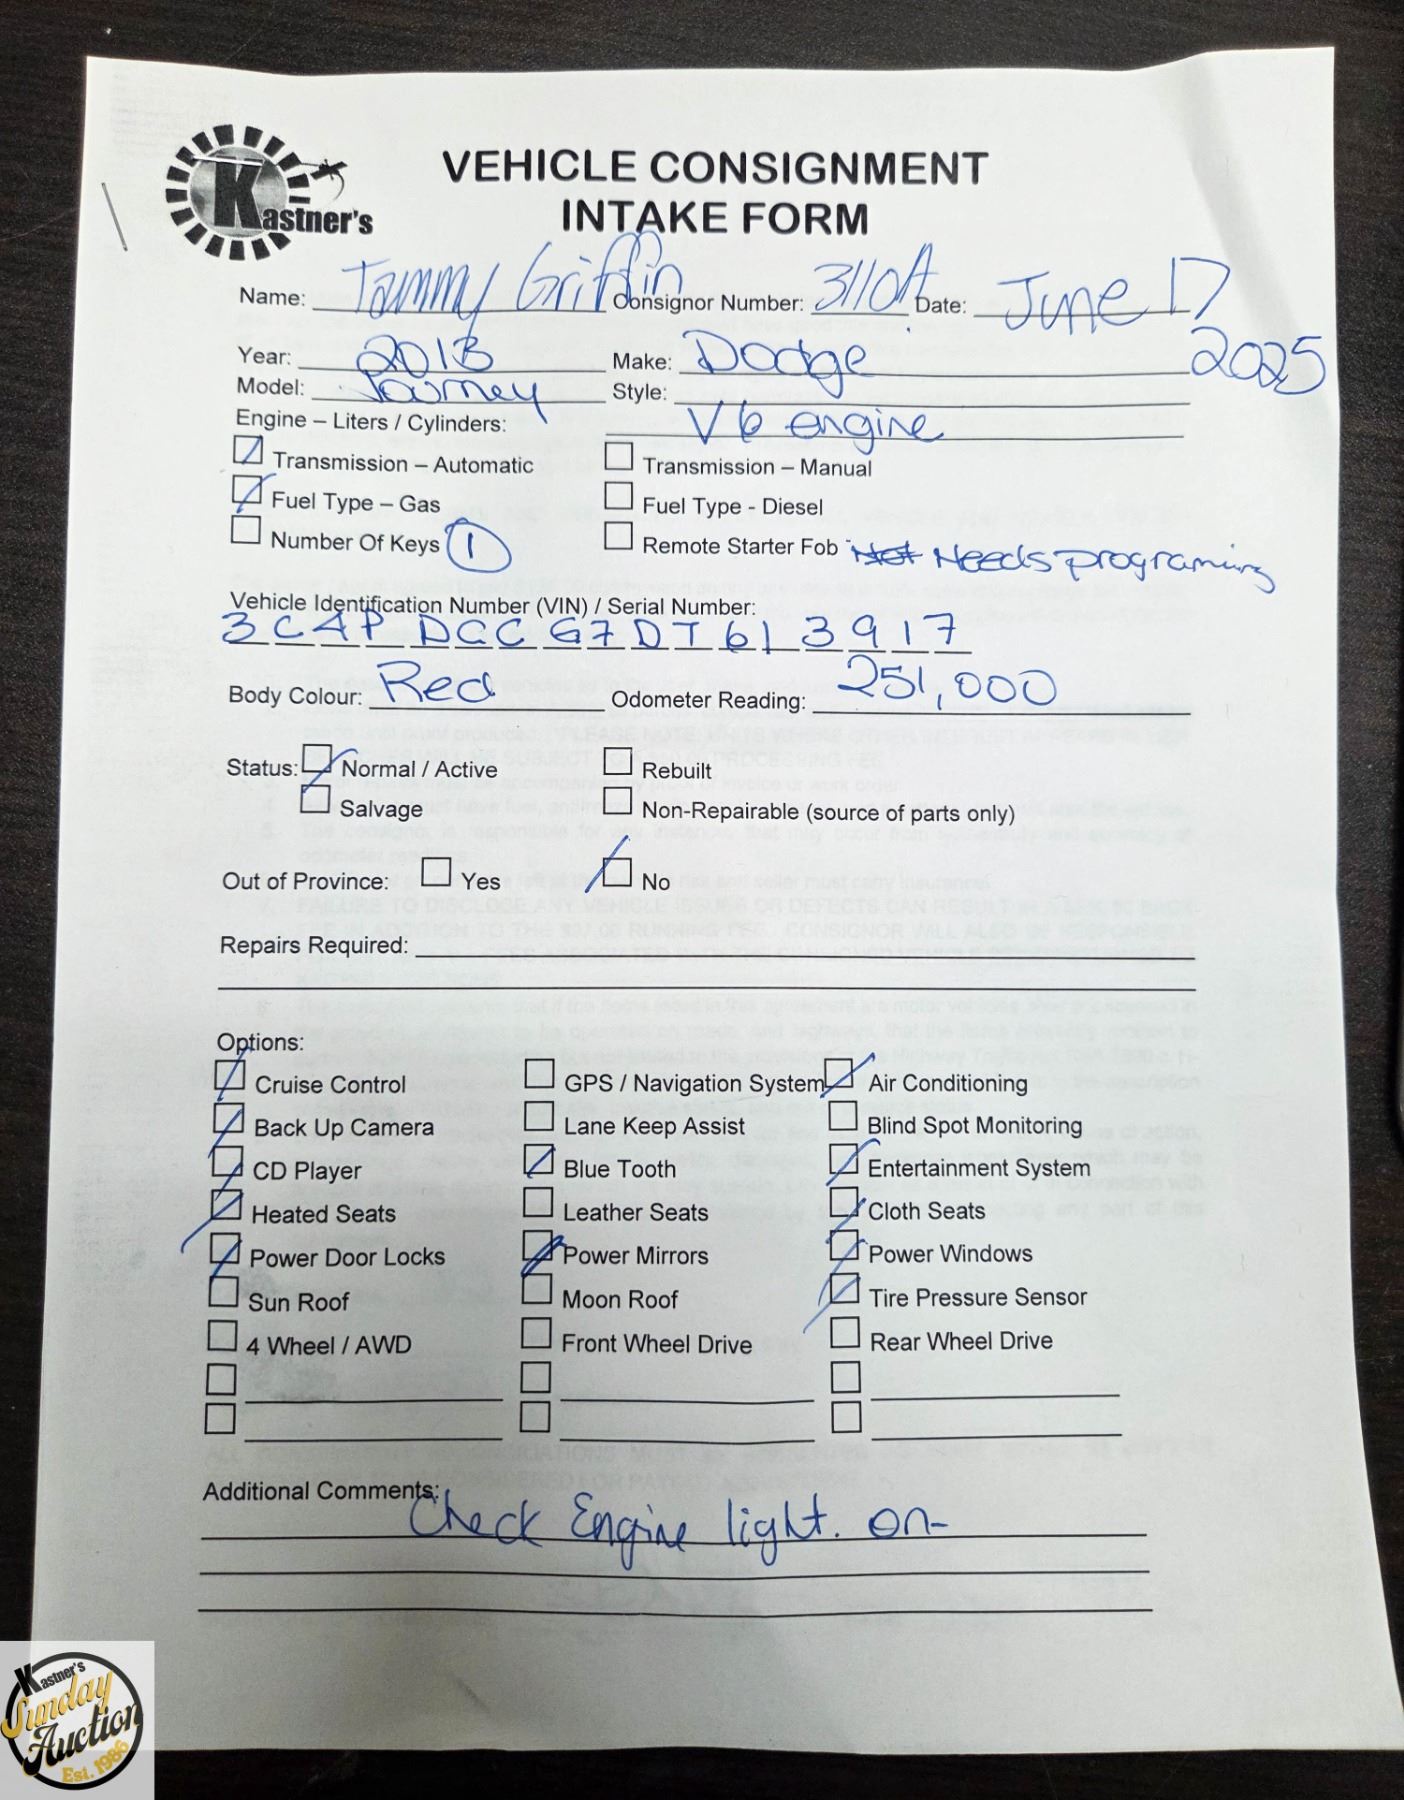 Kastner's
VEHICLE CONSIGNMENT
INTAKE FORM
Name: Tammy Griffin Consignor Number: 3110A Date: June 17
2025
Year: 2013 Make: Dodge
Model: Journey Style:
Engine – Liters / Cylinders: V6 engine
Transmission – Automatic Transmission – Manual
Fuel Type – Gas Fuel Type - Diesel
Number Of Keys 1 Remote Starter Fob Not Needs programing
Vehicle Identification Number (VIN) / Serial Number:
3C4PDCCG7DT613917
Body Colour: Red Odometer Reading: 251,000
Status: Normal / Active Rebuilt
Salvage Non-Repairable (source of parts only)
Out of Province: Yes No
Repairs Required:
Options:
Cruise Control GPS / Navigation System Air Conditioning
Back Up Camera Lane Keep Assist Blind Spot Monitoring
CD Player Blue Tooth Entertainment System
Heated Seats Leather Seats Cloth Seats
Power Door Locks Power Mirrors Power Windows
Sun Roof Moon Roof Tire Pressure Sensor
4 Wheel / AWD Front Wheel Drive Rear Wheel Drive
Additional Comments:
Check Engine light. on-
Kastner's
Sunday
Auction
Est. 1986